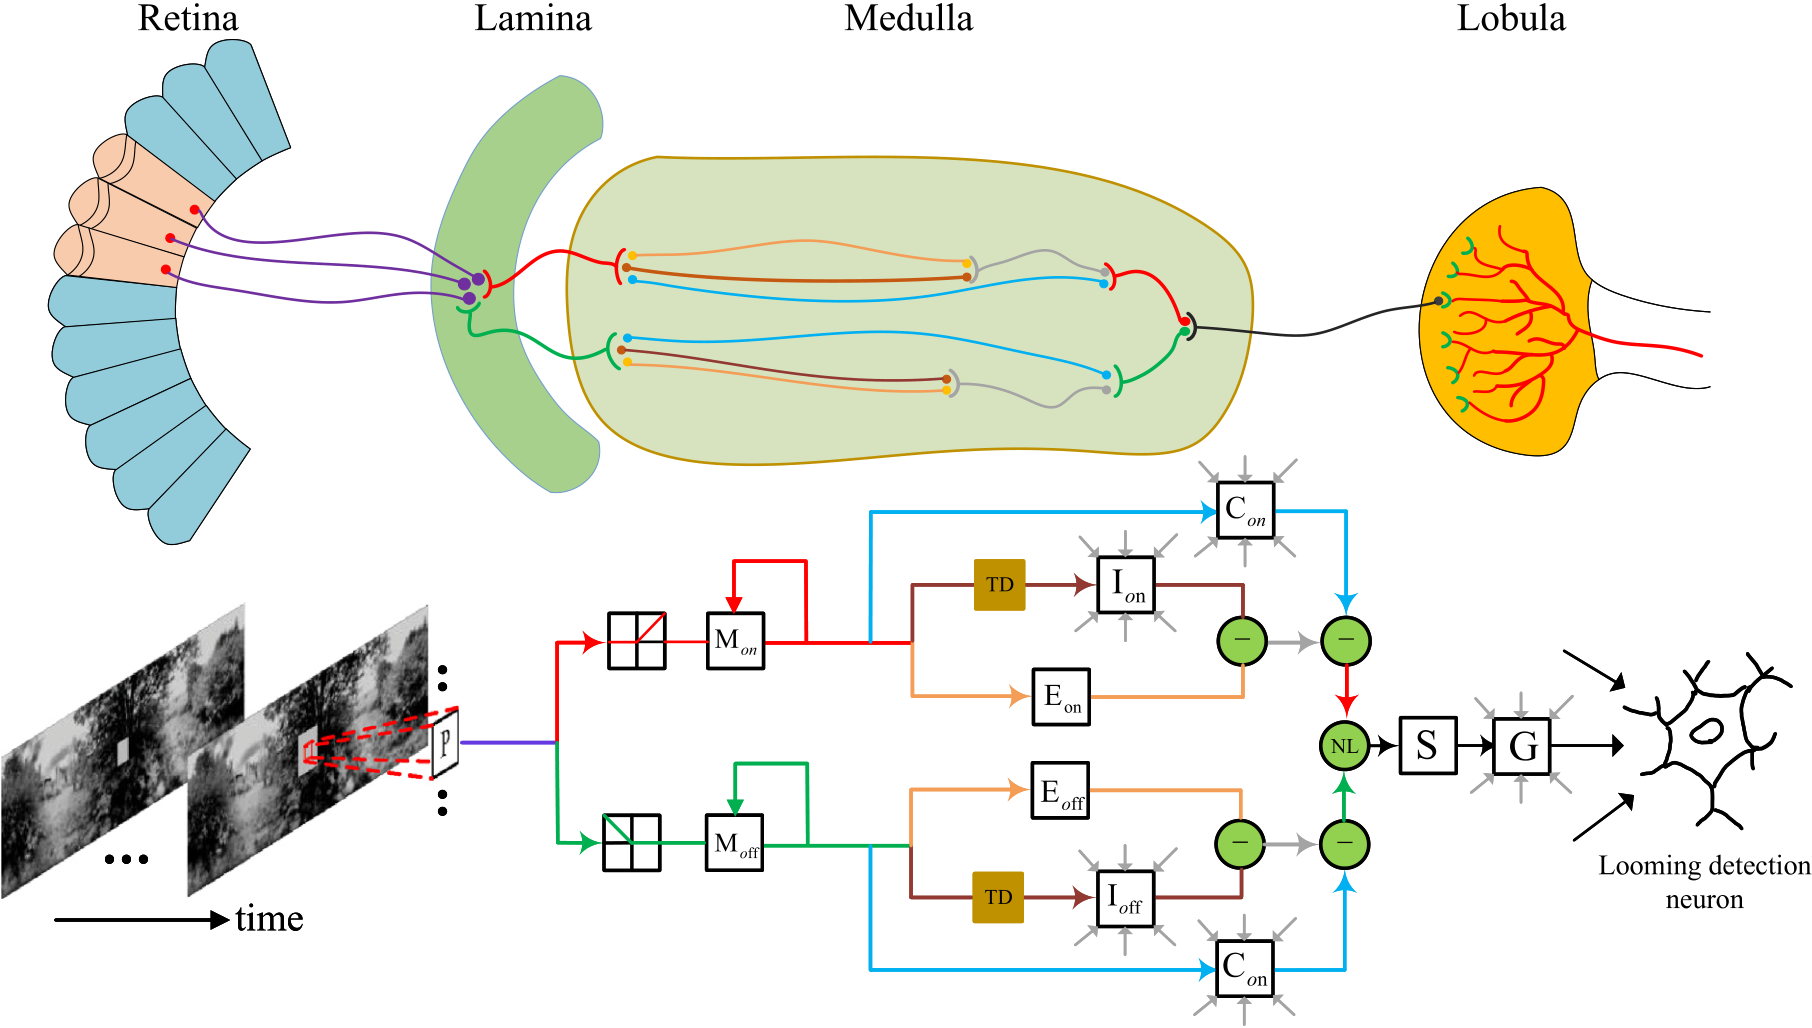 Retina
Lamina
Medulla
Lobula
Con
TD
Ion
Mon
Eon
–
–
P
NL
S
G
Eoff
Moff
–
–
TD
Ioff
Con
time
Looming detection
neuron